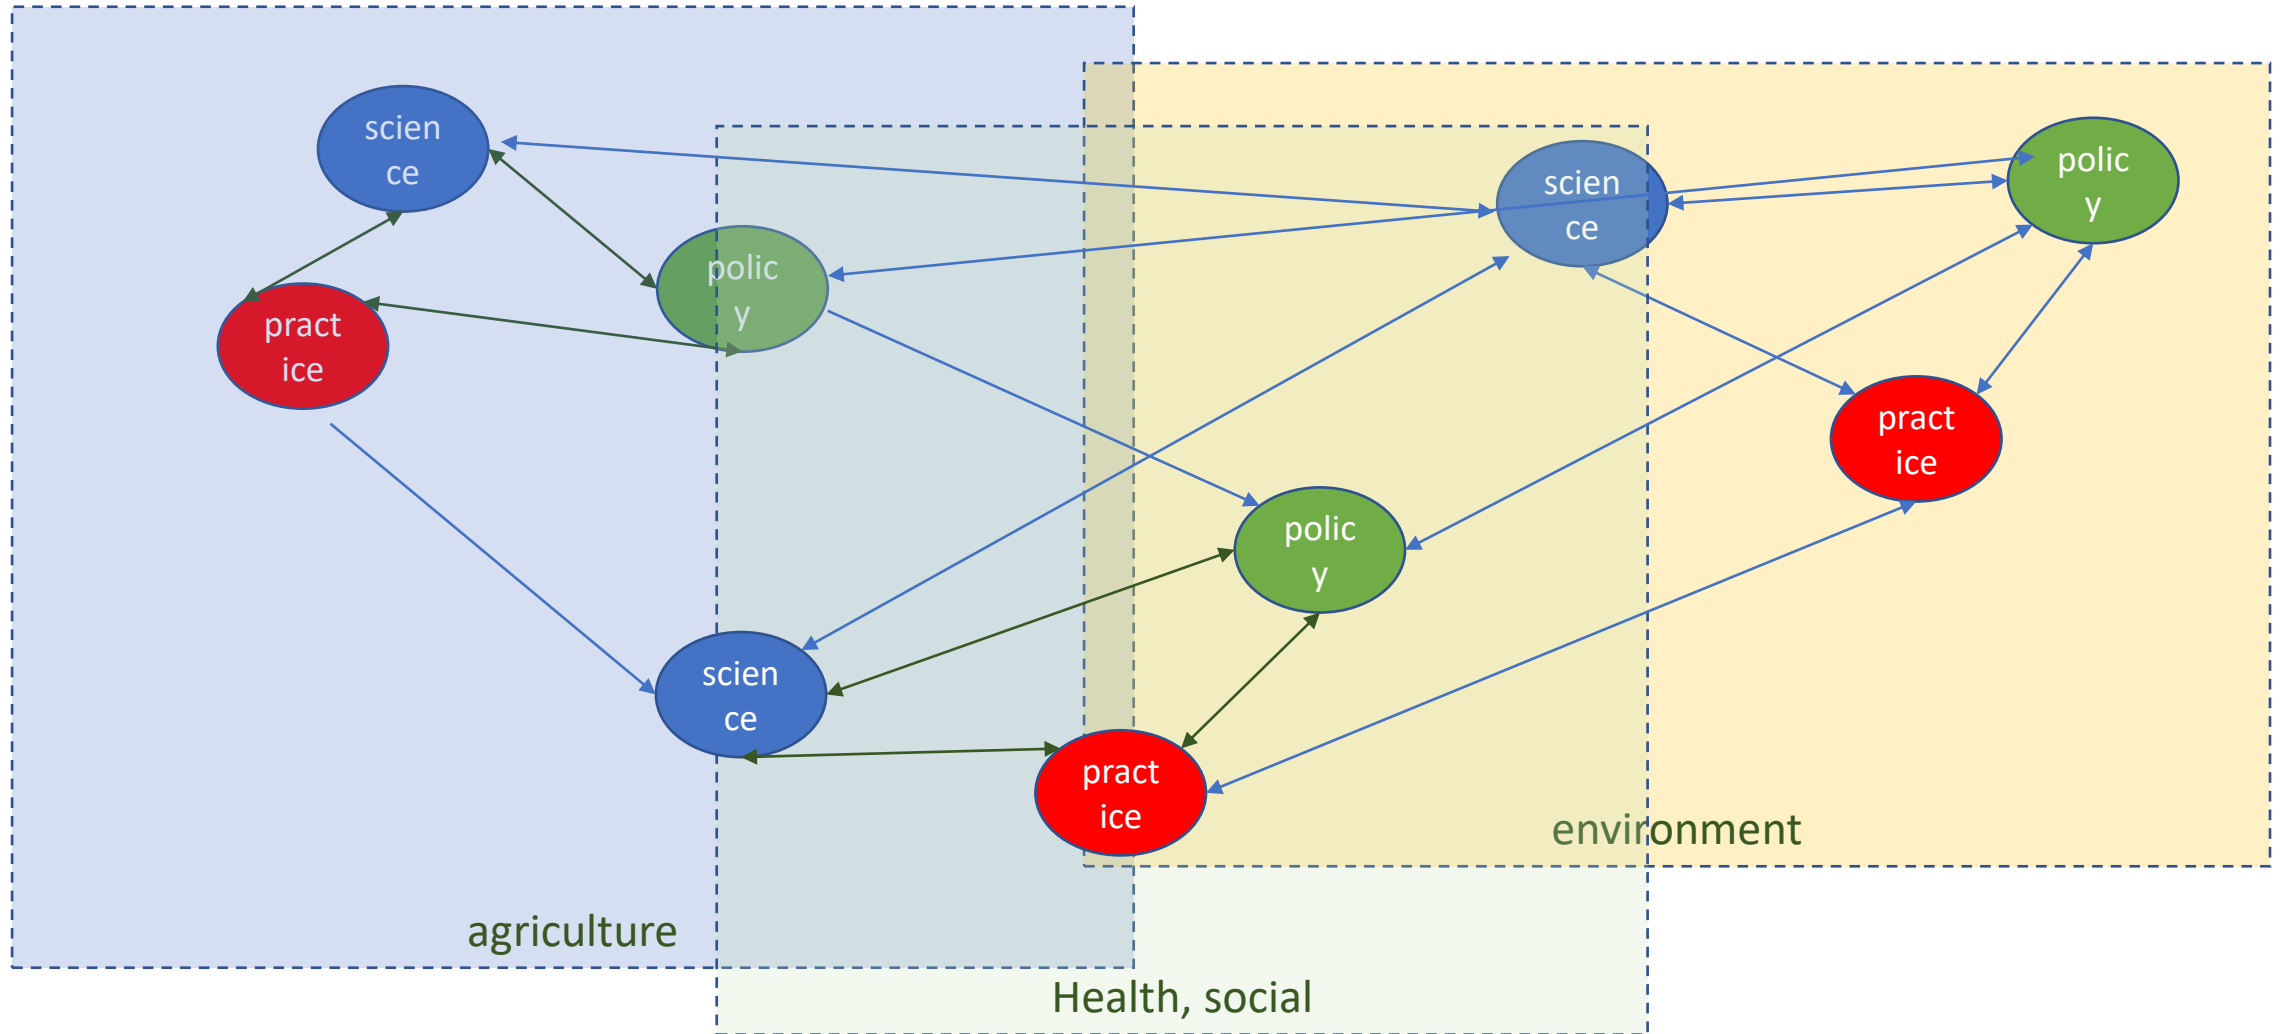 scien
ce
polic
y
pract
ice
scien
ce
polic
y
pract
ice
polic
y
scien
ce
pract
ice
environment
agriculture
Health, social